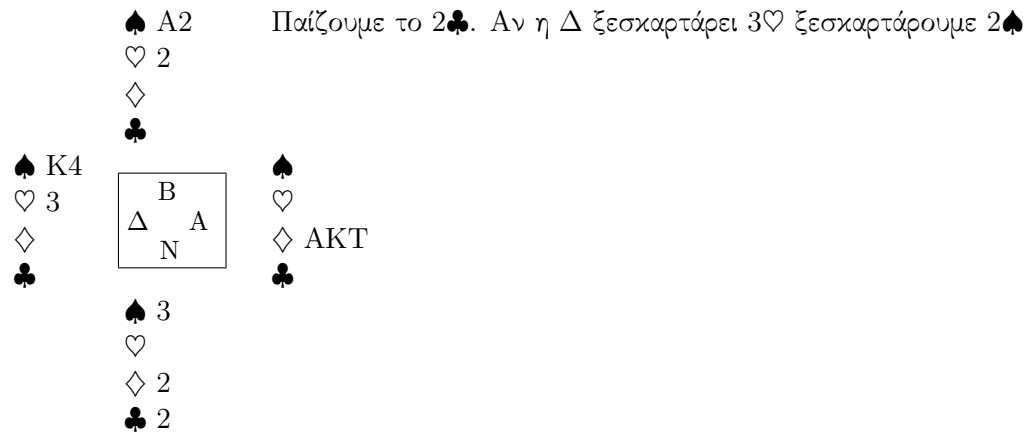 ♠ A2 Παίζουμε το 2♣. Αν η Δ ξεσκαρτάρει 3♡ ξεσκαρτάρουμε 2♠
♡ 2
♢
♣
♠ K4 ♠
♡ 3 B ♡
♢ Δ A ♢ AKT
♣ N ♣
♠ 3
♡
♢ 2
♣ 2